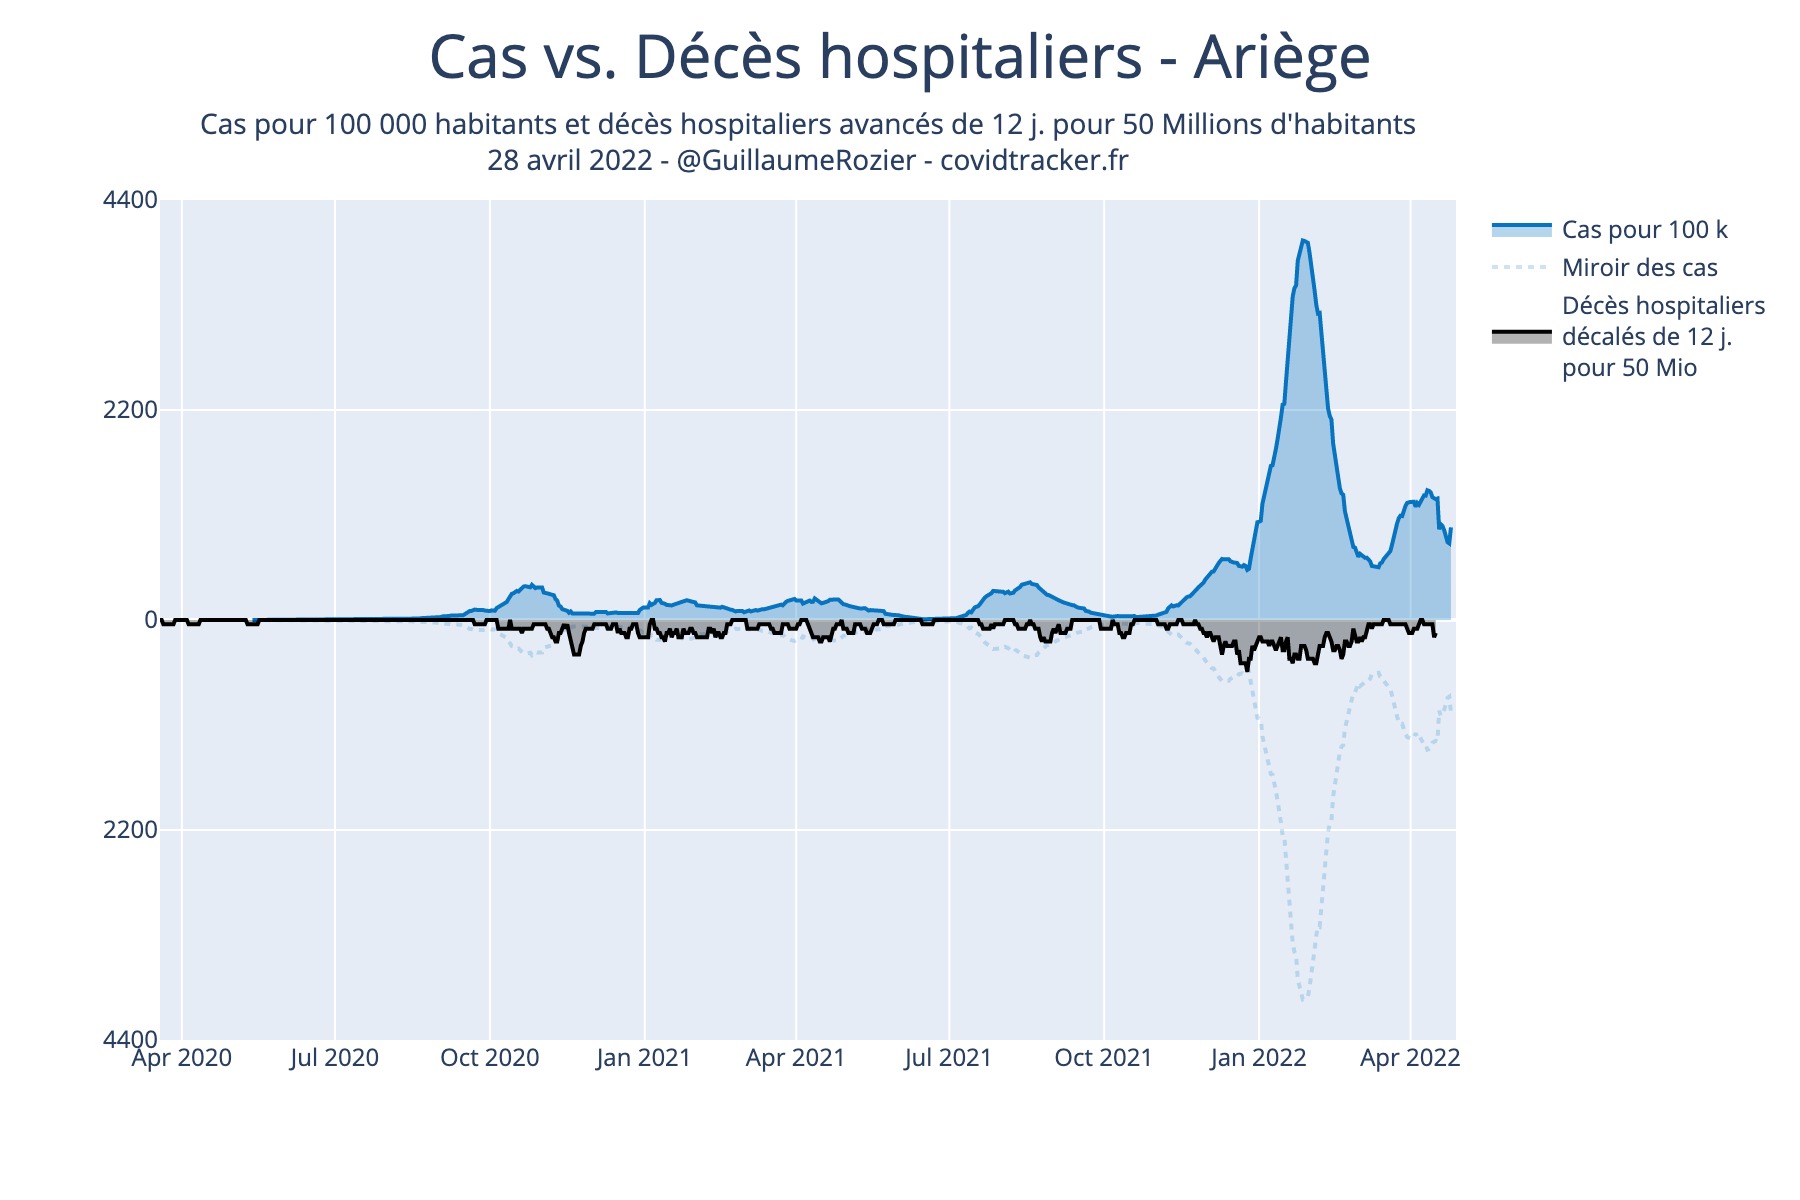 Cas vs. Décès hospitaliers - Ariège
Cas pour 100 000 habitants et décès hospitaliers avancés de 12 j. pour 50 Millions d'habitants
28 avril 2022 - @GuillaumeRozier - covidtracker.fr
4400
2200
0
2200
4400
Apr 2020
Jul 2020
Oct 2020
Jan 2021
Apr 2021
Jul 2021
Oct 2021
Jan 2022
Apr 2022
Cas pour 100 k
Miroir des cas
Décès hospitaliers
décalés de 12 j.
pour 50 Mio